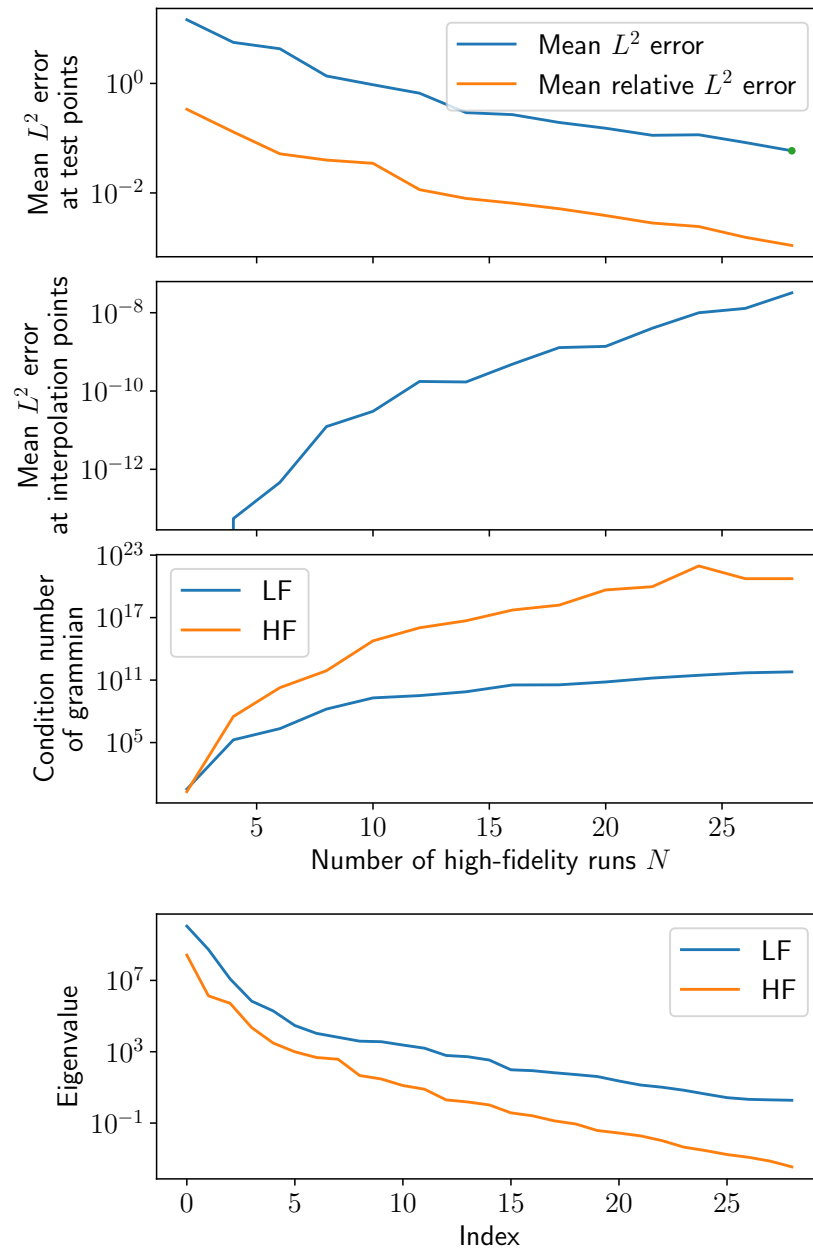 Mean L² error
at test points
10⁰
10⁻²
Mean L² error
Mean relative L² error
Mean L² error
at interpolation points
10⁻⁸
10⁻¹⁰
10⁻¹²
Condition number
of grammian
10²³
10¹⁷
10¹¹
10⁵
LF
HF
5 10 15 20 25
Number of high-fidelity runs N
Eigenvalue
10⁷
10³
10⁻¹
LF
HF
0 5 10 15 20 25
Index